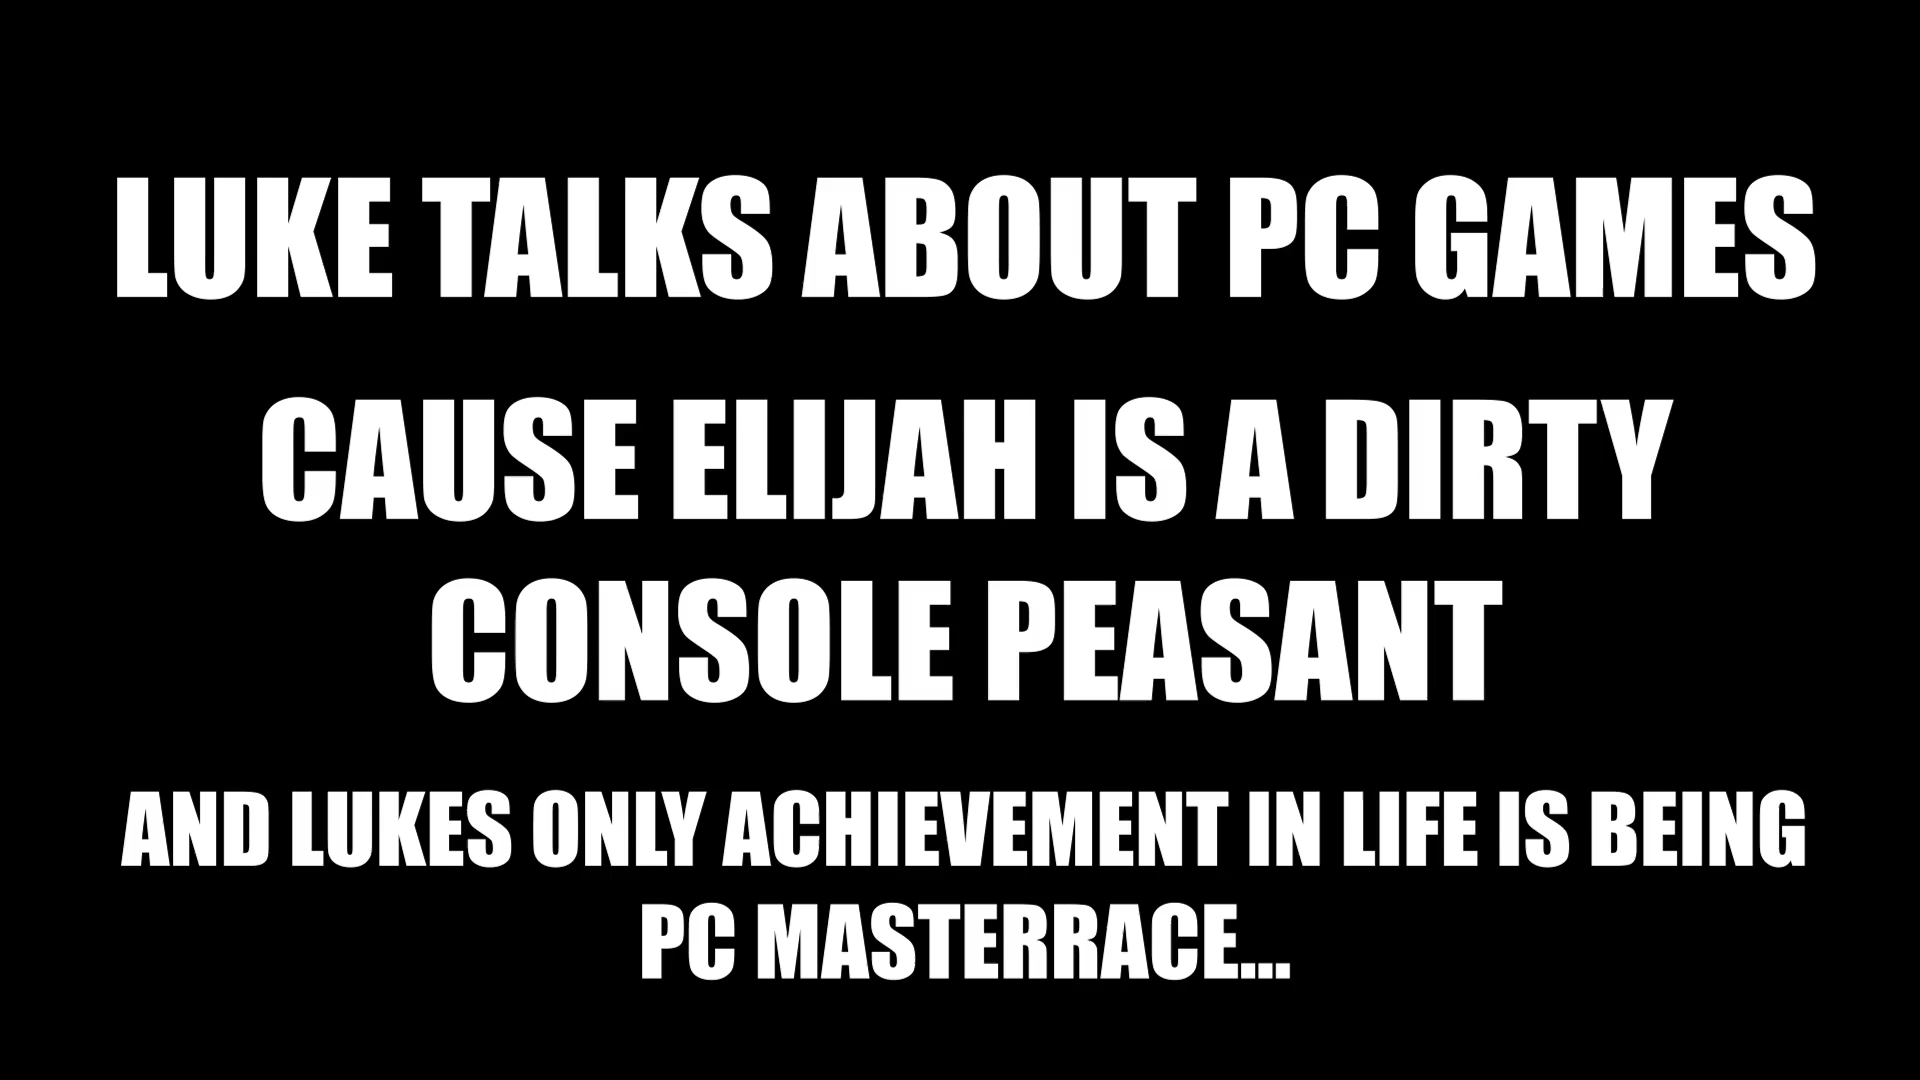 LUKE TALKS ABOUT PC GAMES
CAUSE ELIJAH IS A DIRTY
CONSOLE PEASANT
AND LUKES ONLY ACHIEVEMENT IN LIFE IS BEING
PC MASTERRACE...